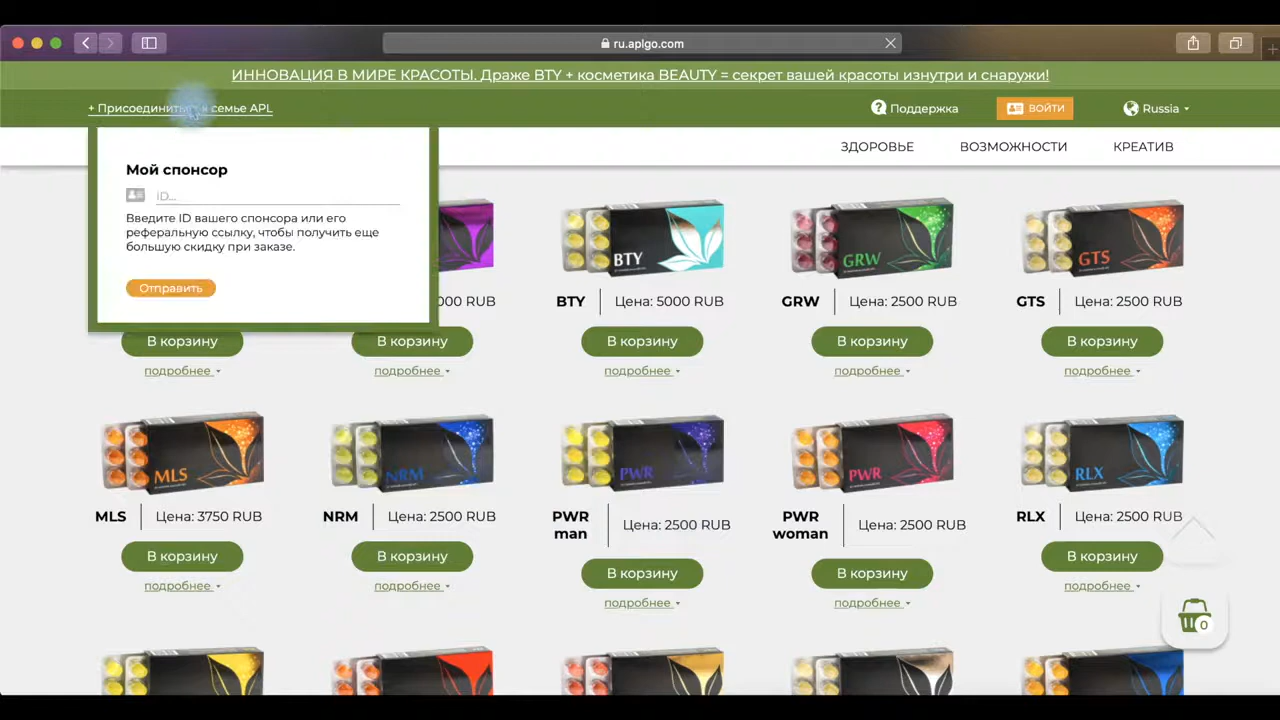 ru.aplgo.com
ИННОВАЦИЯ В МИРЕ КРАСОТЫ. Драже BTY + косметика BEAUTY = секрет вашей красоты изнутри и снаружи!
+ Присоединиться к семье APL
Поддержка
ВОЙТИ
Russia
ЗДОРОВЬЕ ВОЗМОЖНОСТИ КРЕАТИВ
Мой спонсор
ID...
Введите ID вашего спонсора или его
реферальную ссылку, чтобы получить еще
большую скидку при заказе.
Отправить
BTY GRW GTS
000 RUB
BTY Цена: 5000 RUB
GRW Цена: 2500 RUB
GTS Цена: 2500 RUB
В корзину В корзину В корзину В корзину В корзину
подробнее подробнее подробнее подробнее подробнее
MLS NRM PWR PWR RLX
MLS Цена: 3750 RUB
NRM Цена: 2500 RUB
PWR man Цена: 2500 RUB
PWR woman Цена: 2500 RUB
RLX Цена: 2500 RUB
В корзину В корзину В корзину В корзину В корзину
подробнее подробнее подробнее подробнее подробнее
0